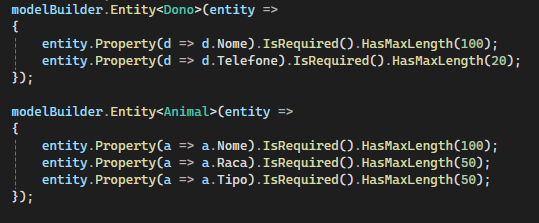 modelBuilder.Entity<Dono>(entity =>
{
    entity.Property(d => d.Nome).IsRequired().HasMaxLength(100);
    entity.Property(d => d.Telefone).IsRequired().HasMaxLength(20);
});

modelBuilder.Entity<Animal>(entity =>
{
    entity.Property(a => a.Nome).IsRequired().HasMaxLength(100);
    entity.Property(a => a.Raca).IsRequired().HasMaxLength(50);
    entity.Property(a => a.Tipo).IsRequired().HasMaxLength(50);
});